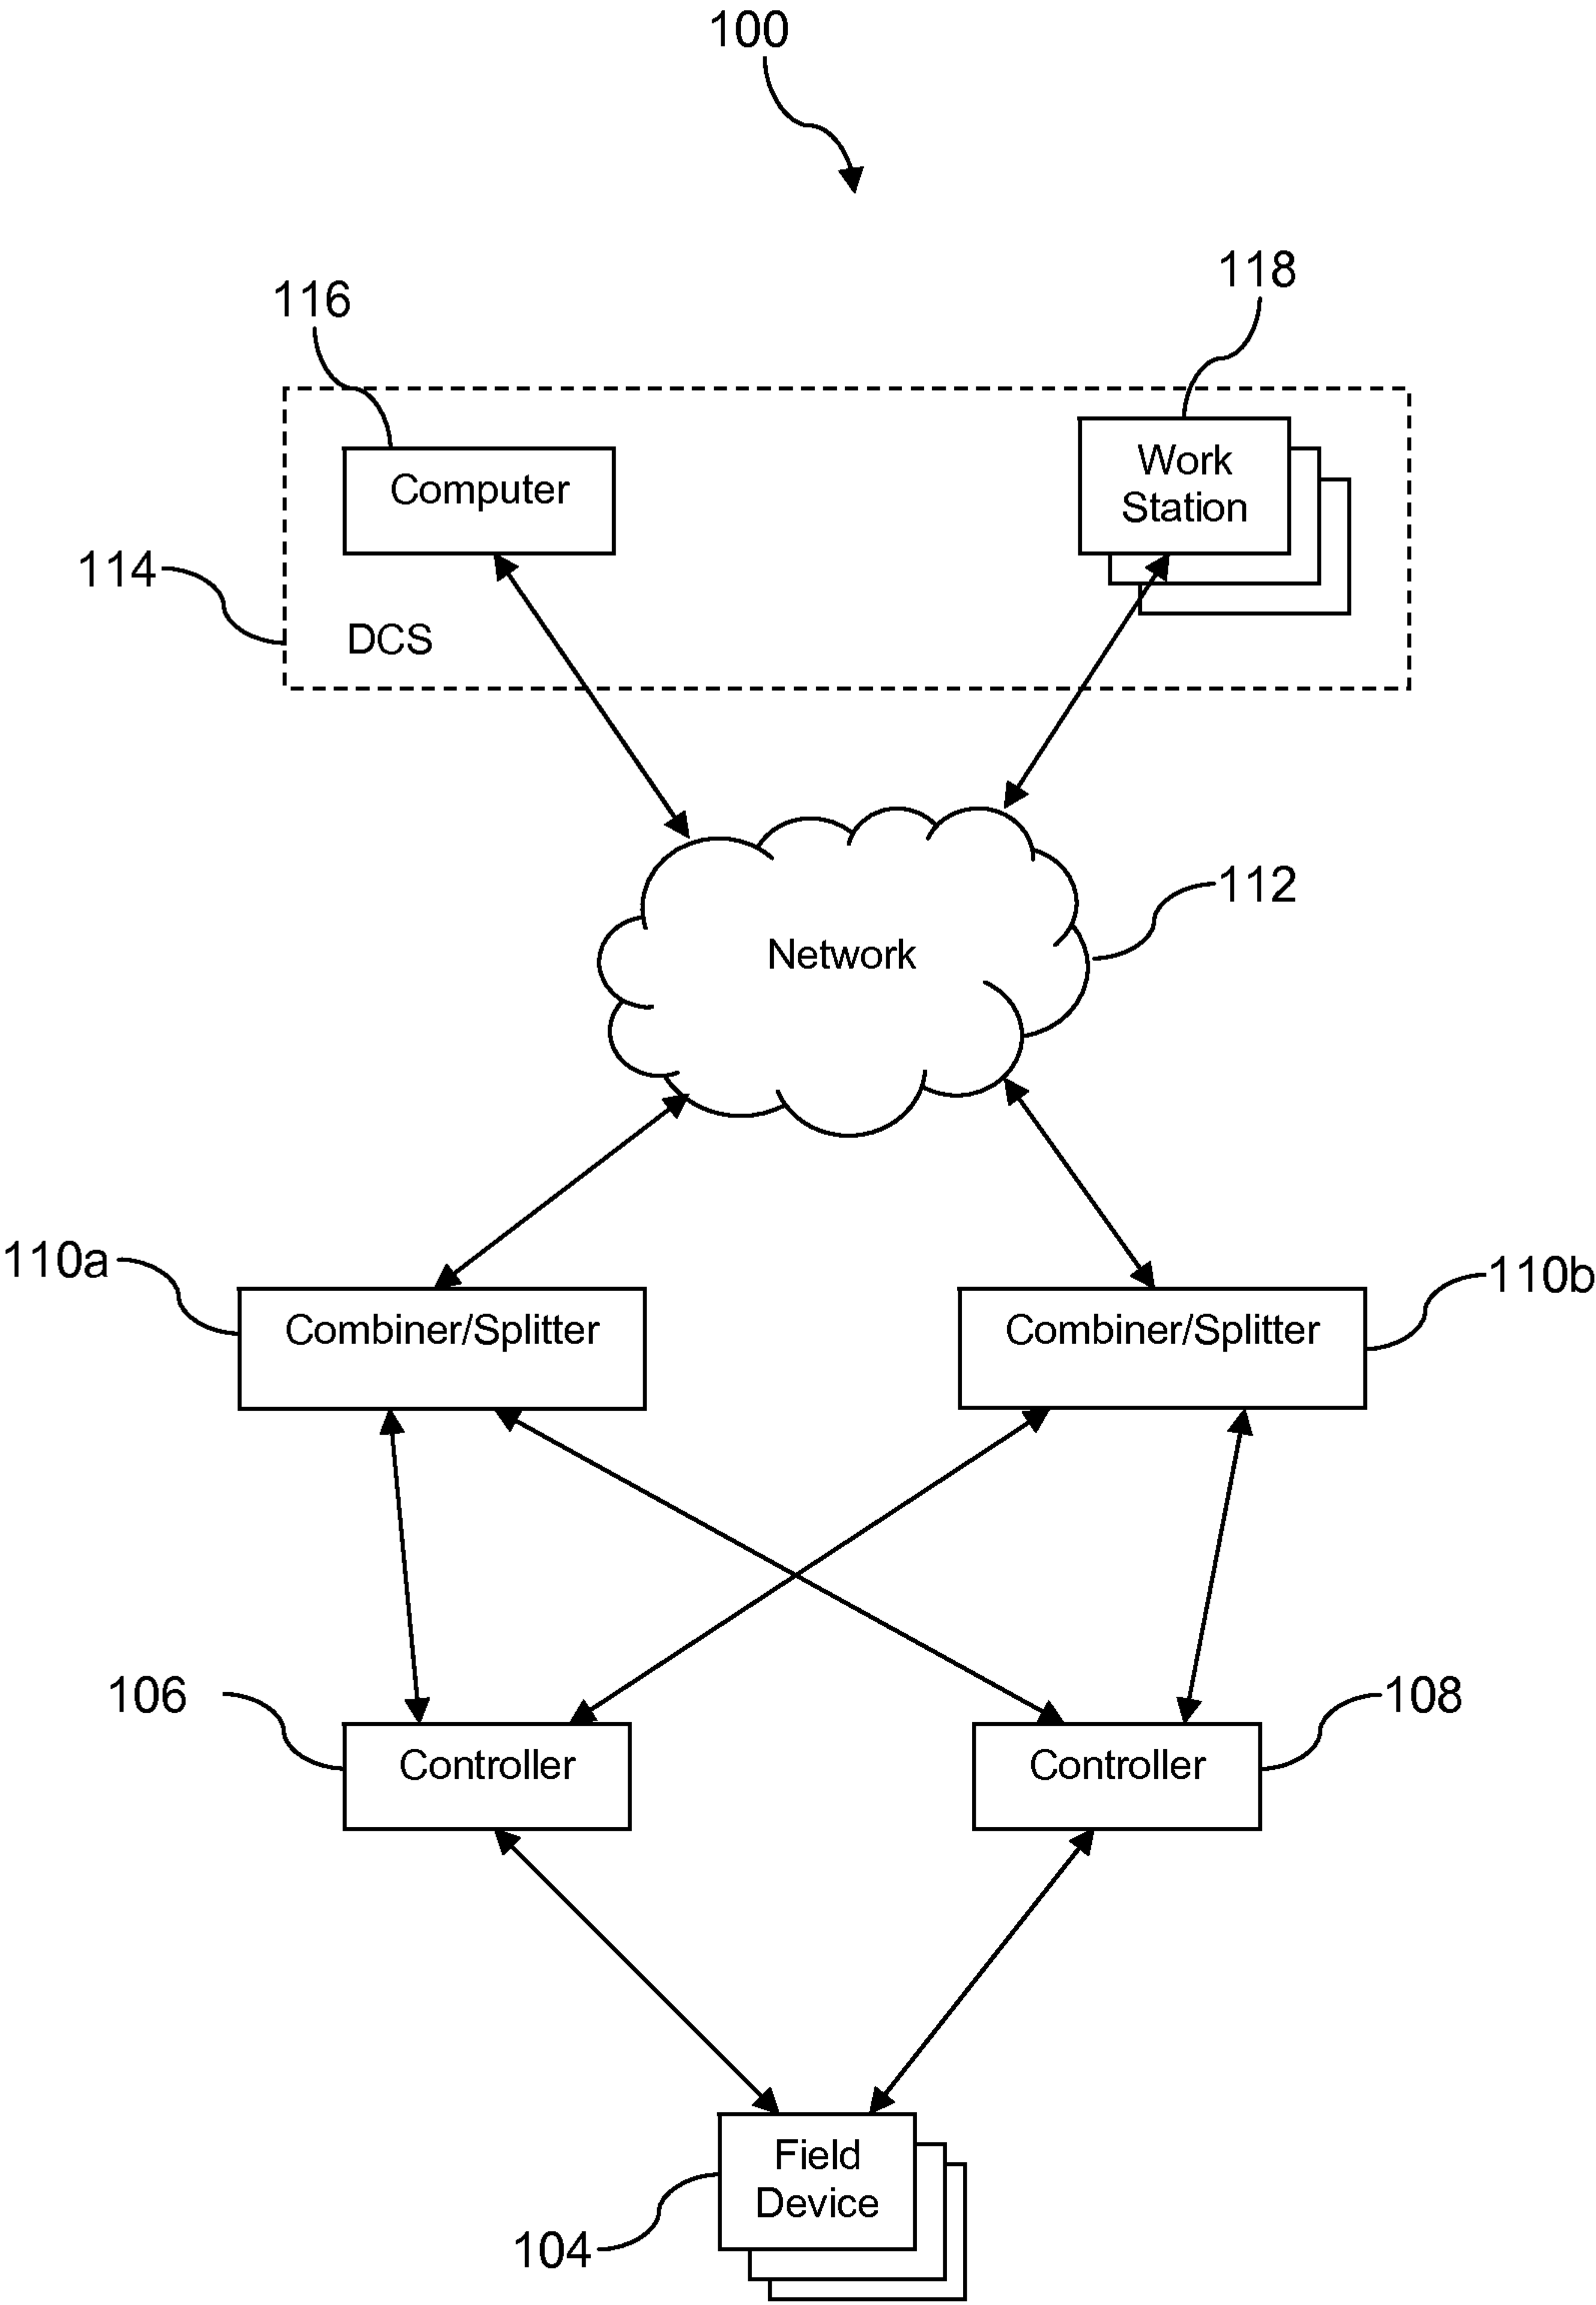 100
116
118
Computer
Work
Station
114
DCS
112
Network
110a
110b
Combiner/Splitter
Combiner/Splitter
106
108
Controller
Controller
Field
Device
104